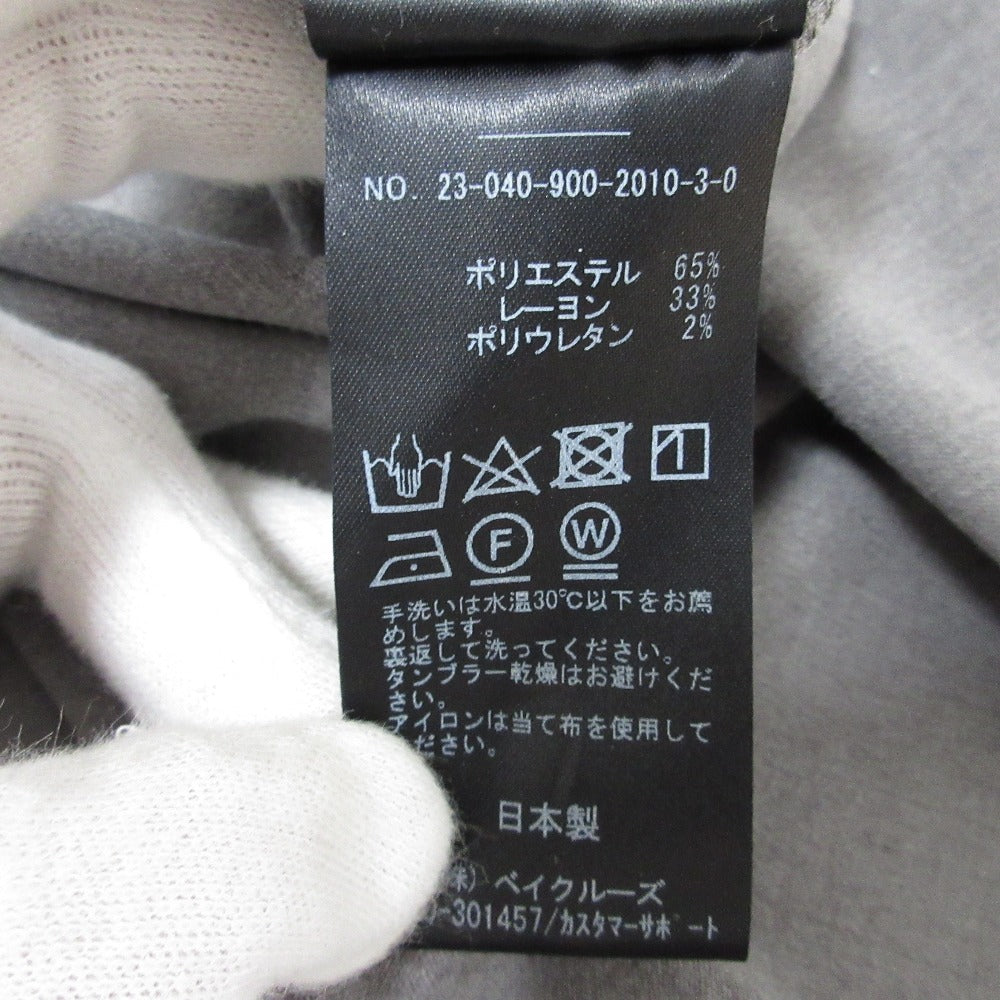 NO. 23-040-900-2010-3-0
ポリエステル 65%
レーヨン 33%
ポリウレタン 2%
F
W
手洗いは水温30℃以下をお薦
めします。
裏返して洗ってください。
タンブラー乾燥はお避けくだ
さい。
アイロンは当て布を使用して
ください。
日本製
ベイクルーズ
-301457/カスタマーサポート